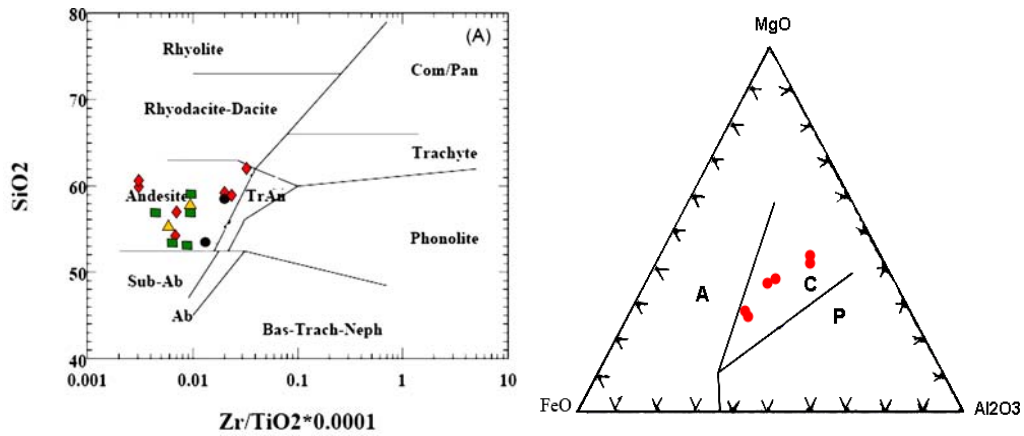 80
70
60
50
40
SiO2
(A)
Rhyolite
Com/Pan
Rhyodacite-Dacite
Trachyte
Andesite
TrAn
Phonolite
Sub-Ab
Ab
Bas-Trach-Neph
0.001
0.01
0.1
1
10
Zr/TiO2*0.0001
MgO
A
C
P
FeO
Al2O3